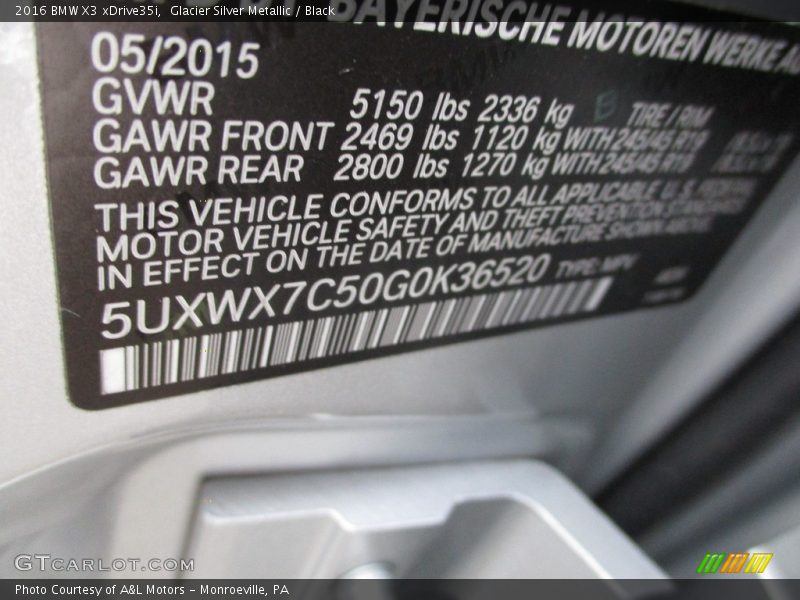 2016 BMW X3 xDrive35i, Glacier Silver Metallic / Black
BAYERISCHE MOTOREN WERKE AG
05/2015
GVWR 5150 lbs 2336 kg TIRE / RIM
GAWR FRONT 2469 lbs 1120 kg WITH 245/45 R19
GAWR REAR 2800 lbs 1270 kg WITH 245/45 R19
THIS VEHICLE CONFORMS TO ALL APPLICABLE U.S. FEDERAL
MOTOR VEHICLE SAFETY AND THEFT PREVENTION STANDARDS
IN EFFECT ON THE DATE OF MANUFACTURE SHOWN ABOVE.
5UXWX7C50G0K36520 TYPE: MPV
GTCARLOT.COM
Photo Courtesy of A&L Motors – Monroeville, PA